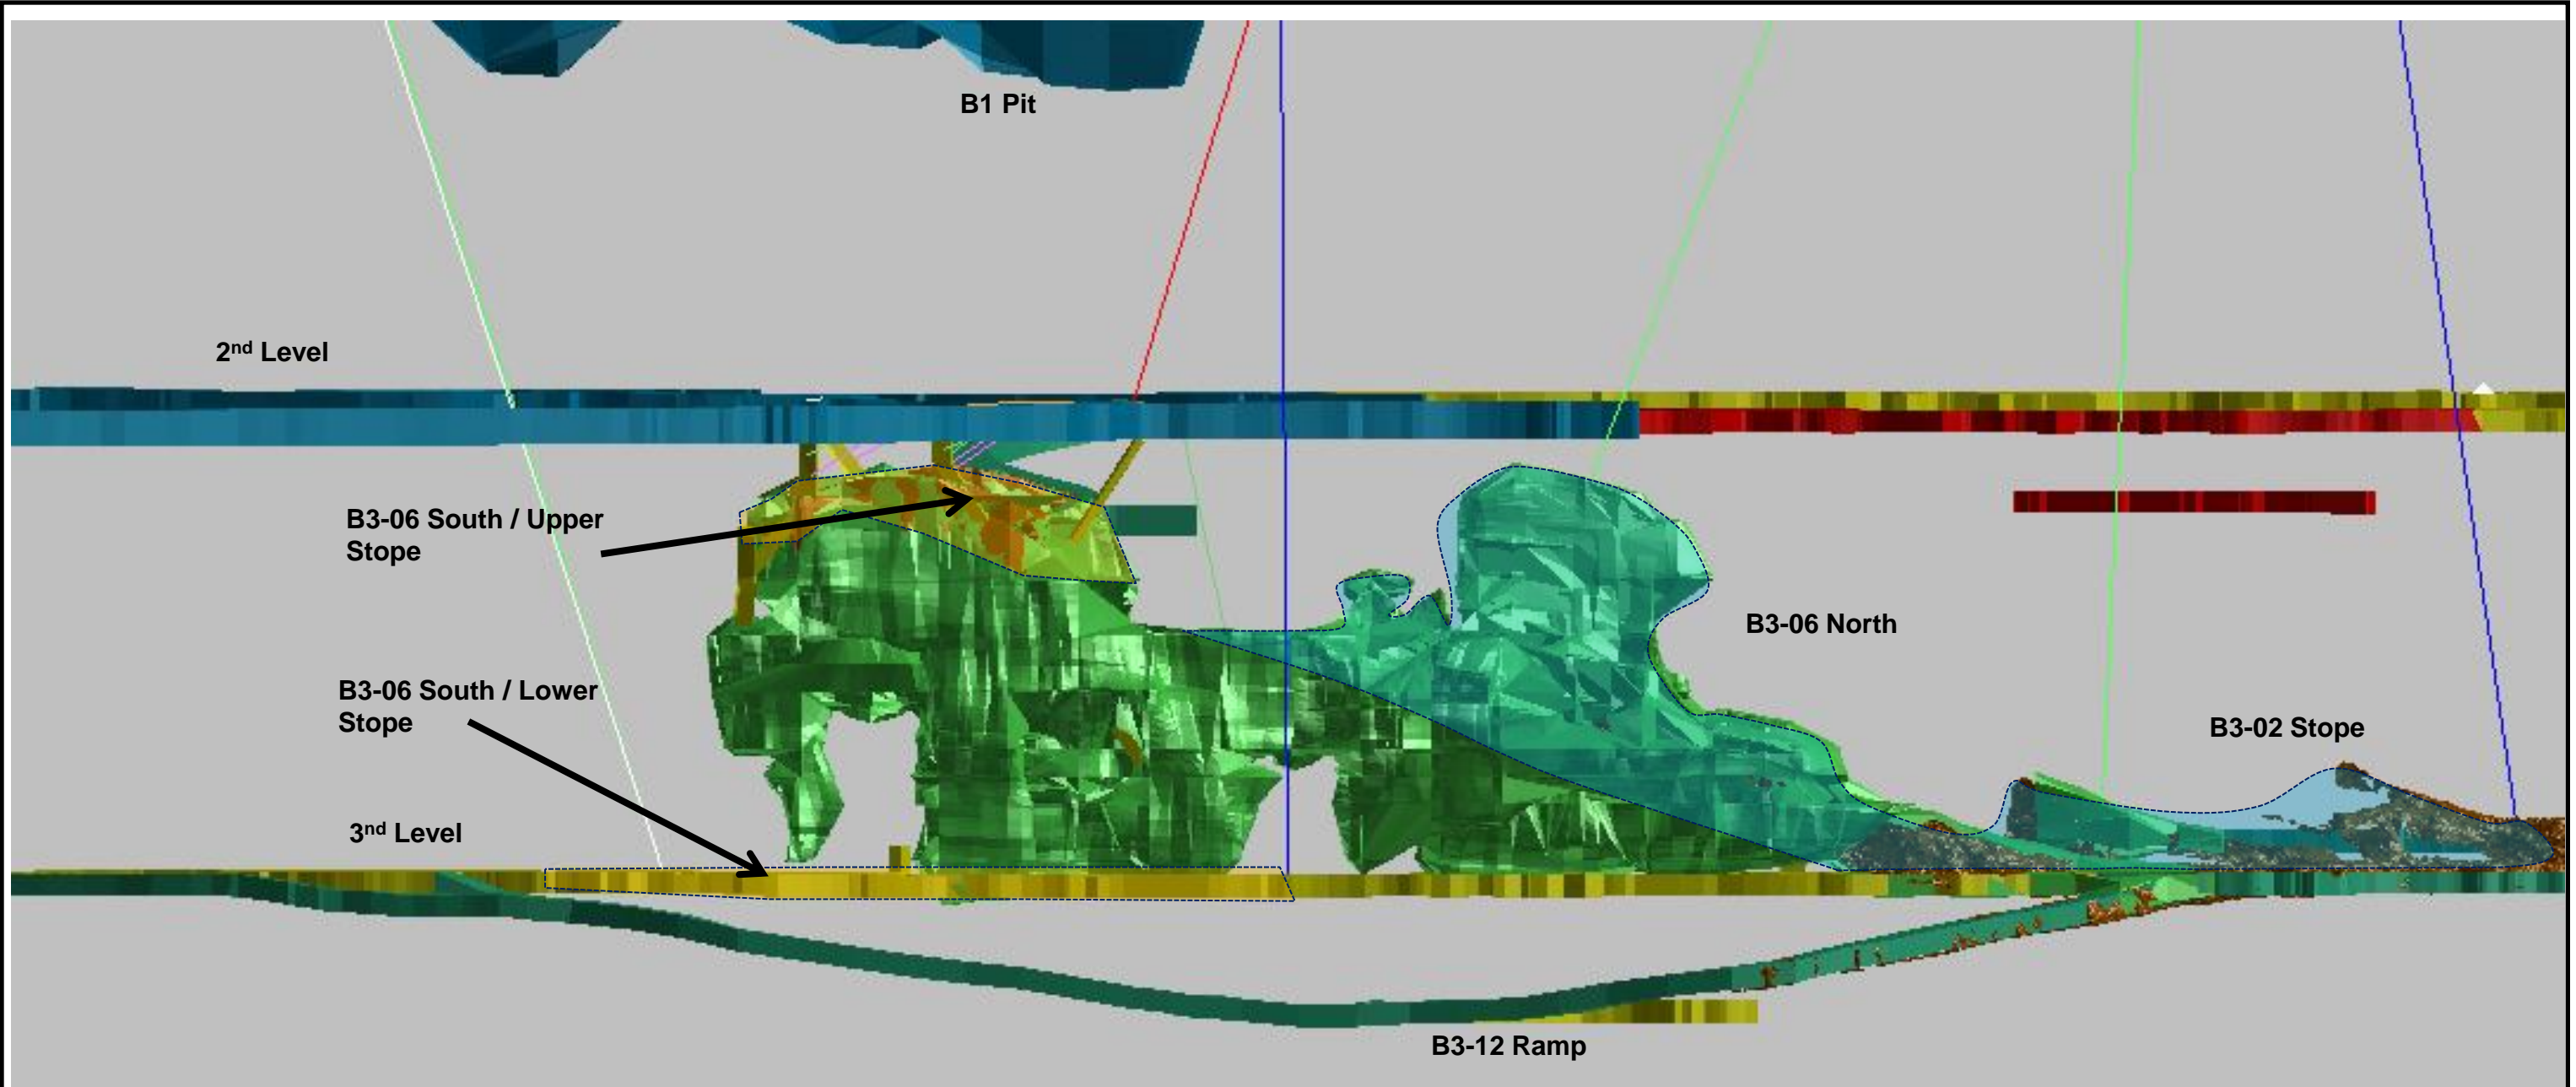 B1 Pit
2nd Level
B3-06 South / Upper
Stope
B3-06 North
B3-06 South / Lower
Stope
B3-02 Stope
3nd Level
B3-12 Ramp